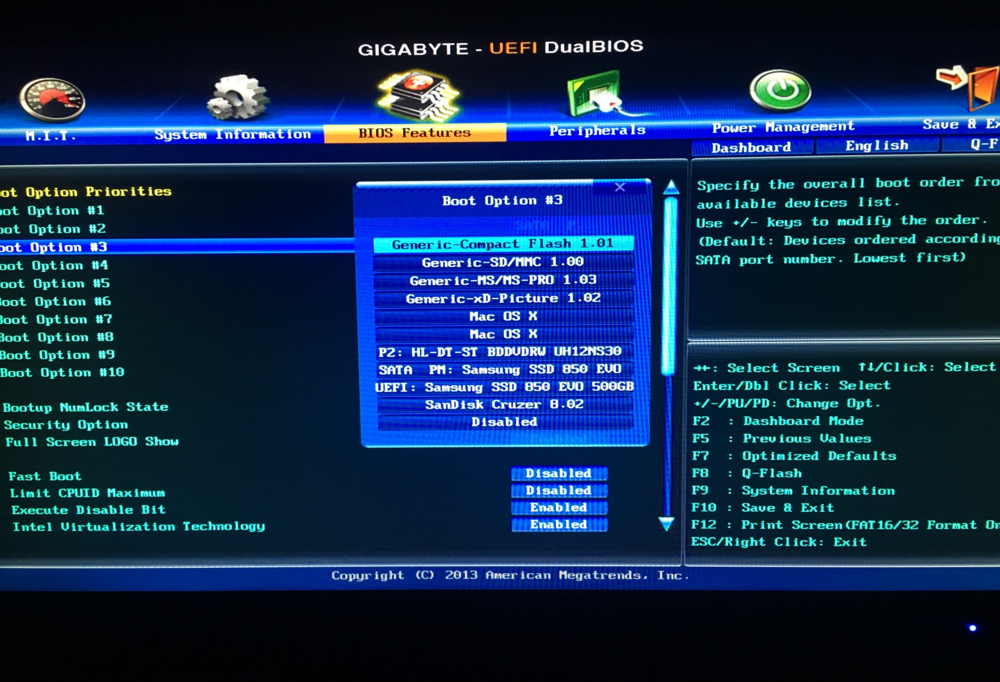 GIGABYTE - UEFI DualBIOS
M.I.T.
System Information
BIOS Features
Peripherals
Power Management
Save & Ex
Dashboard
English
Q-F
ot Option Priorities
ot Option #1
ot Option #2
oot Option #3
oot Option #4
oot Option #5
Boot Option #6
Boot Option #7
Boot Option #8
Boot Option #9
Boot Option #10
Bootup NumLock State
Security Option
Full Screen LOGO Show
Fast Boot
Disabled
Limit CPUID Maximum
Disabled
Execute Disable Bit
Enabled
Intel Virtualization Technology
Enabled
Boot Option #3
X
Generic-Compact Flash 1.01
Generic-SD/MMC 1.00
Generic-MS/MS-PRO 1.03
Generic-xD-Picture 1.02
Mac OS X
Mac OS X
P2: HL-DT-ST BDDVDRW UH12NS30
SATA PM: Samsung SSD 850 EVO
UEFI: Samsung SSD 850 EVO 500GB
SanDisk Cruzer 8.02
Disabled
Specify the overall boot order fro
available devices list.
Use +/- keys to modify the order.
(Default: Devices ordered according
SATA port number. Lowest first)
→←: Select Screen ↑↓/Click: Select
Enter/Dbl Click: Select
+/-/PU/PD: Change Opt.
F2 : Dashboard Mode
F5 : Previous Values
F7 : Optimized Defaults
F8 : Q-Flash
F9 : System Information
F10 : Save & Exit
F12 : Print Screen(FAT16/32 Format On
ESC/Right Click: Exit
Copyright (C) 2013 American Megatrends, Inc.